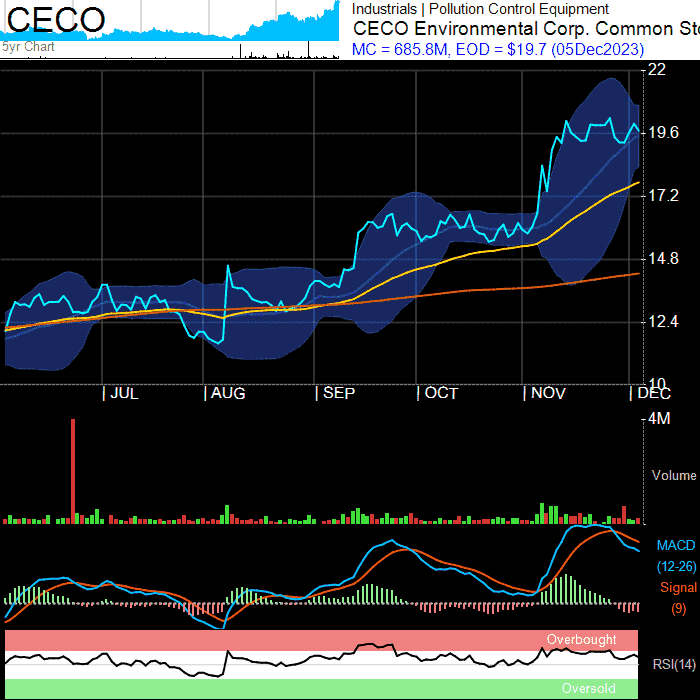 CECO
5yr Chart
Industrials | Pollution Control Equipment
CECO Environmental Corp. Common Sto
MC = 685.8M, EOD = $19.7 (05Dec2023)
22
19.6
17.2
14.8
12.4
10
| JUL | AUG | SEP | OCT | NOV | DEC
4M
Volume
MACD
(12-26)
Signal
(9)
Overbought
RSI(14)
Oversold